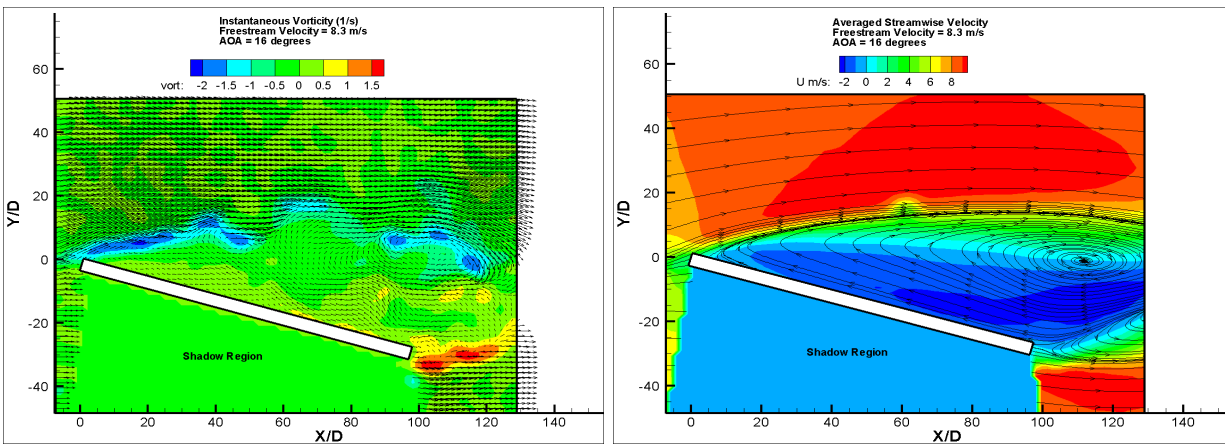 Instantaneous Vorticity (1/s)
Freestream Velocity = 8.3 m/s
AOA = 16 degrees
vort: -2 -1.5 -1 -0.5 0 0.5 1 1.5
Y/D
60
40
20
0
-20
-40
Shadow Region
0 20 40 60 80 100 120 140
X/D
Averaged Streamwise Velocity
Freestream Velocity = 8.3 m/s
AOA = 16 degrees
U m/s: -2 0 2 4 6 8
Y/D
60
40
20
0
-20
-40
Shadow Region
0 20 40 60 80 100 120 140
X/D